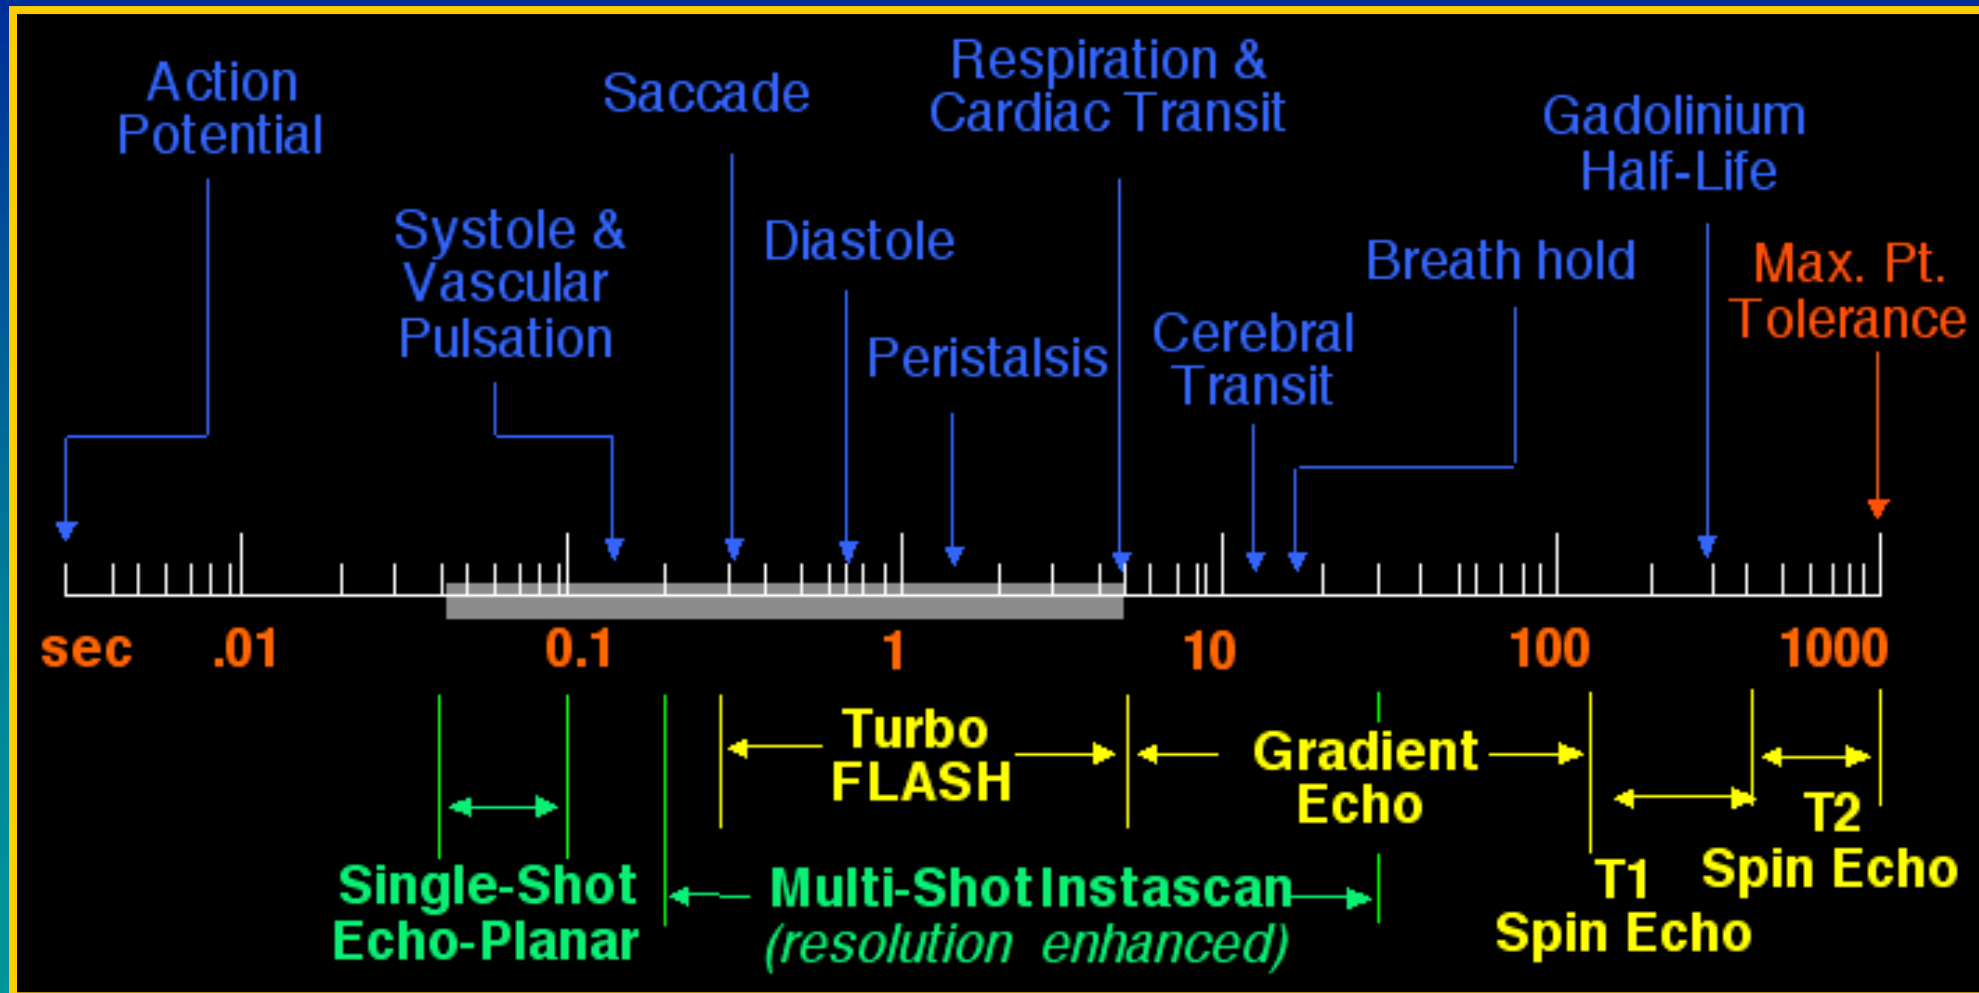 Action
Potential
Saccade
Respiration &
Cardiac Transit
Gadolinium
Half-Life
Systole &
Vascular
Pulsation
Diastole
Peristalsis
Cerebral
Transit
Breath hold
Max. Pt.
Tolerance
sec .01 0.1 1 10 100 1000
Turbo
FLASH
Gradient
Echo
T2
Spin Echo
T1
Spin Echo
Single-Shot
Echo-Planar
Multi-Shot Instascan
(resolution enhanced)